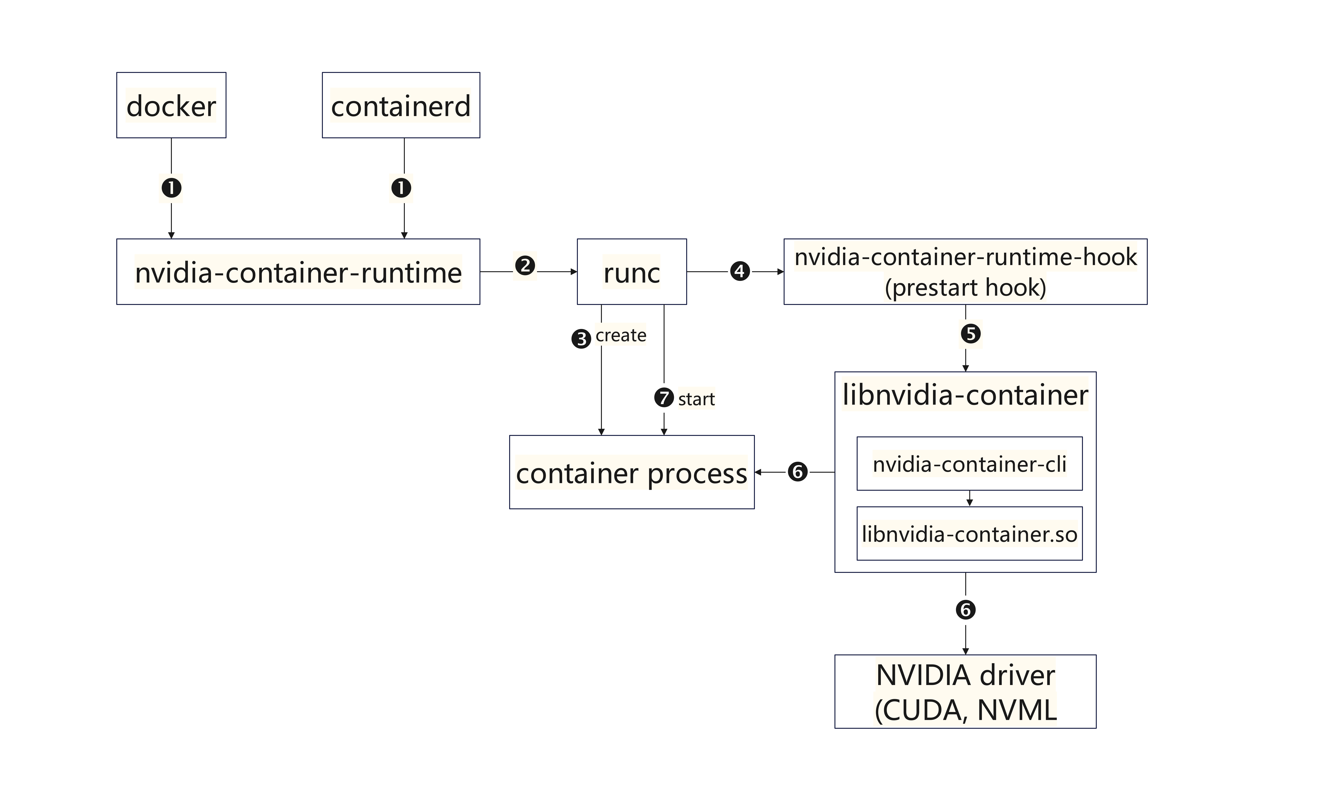 docker
containerd
❶
❶
nvidia-container-runtime
❷
runc
❹
nvidia-container-runtime-hook
(prestart hook)
❸ create
❺
❼ start
libnvidia-container
container process
❻
nvidia-container-cli
libnvidia-container.so
❻
NVIDIA driver
(CUDA, NVML